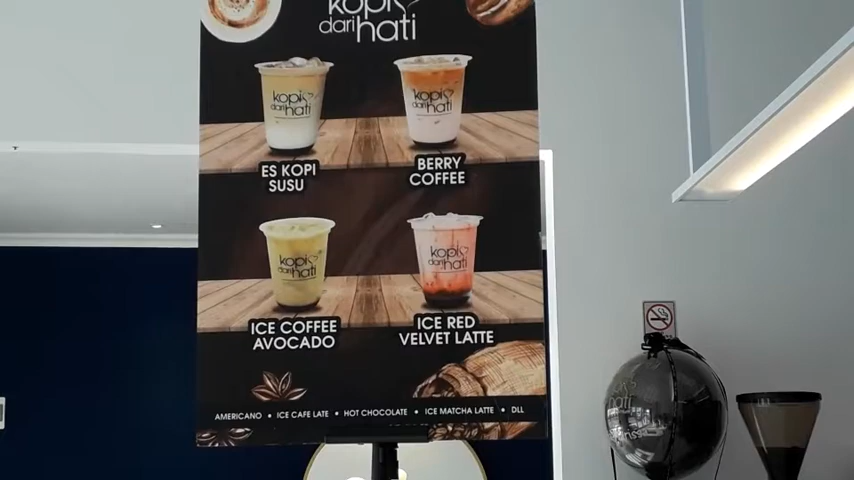 kopi
dari hati
kopi
dari hati
kopi
dari hati
ES KOPI
SUSU
BERRY
COFFEE
kopi
dari hati
kopi
dari hati
ICE COFFEE
AVOCADO
ICE RED
VELVET LATTE
AMERICANO • ICE CAFE LATE • HOT CHOCOLATE • ICE MATCHA LATTE • DLL